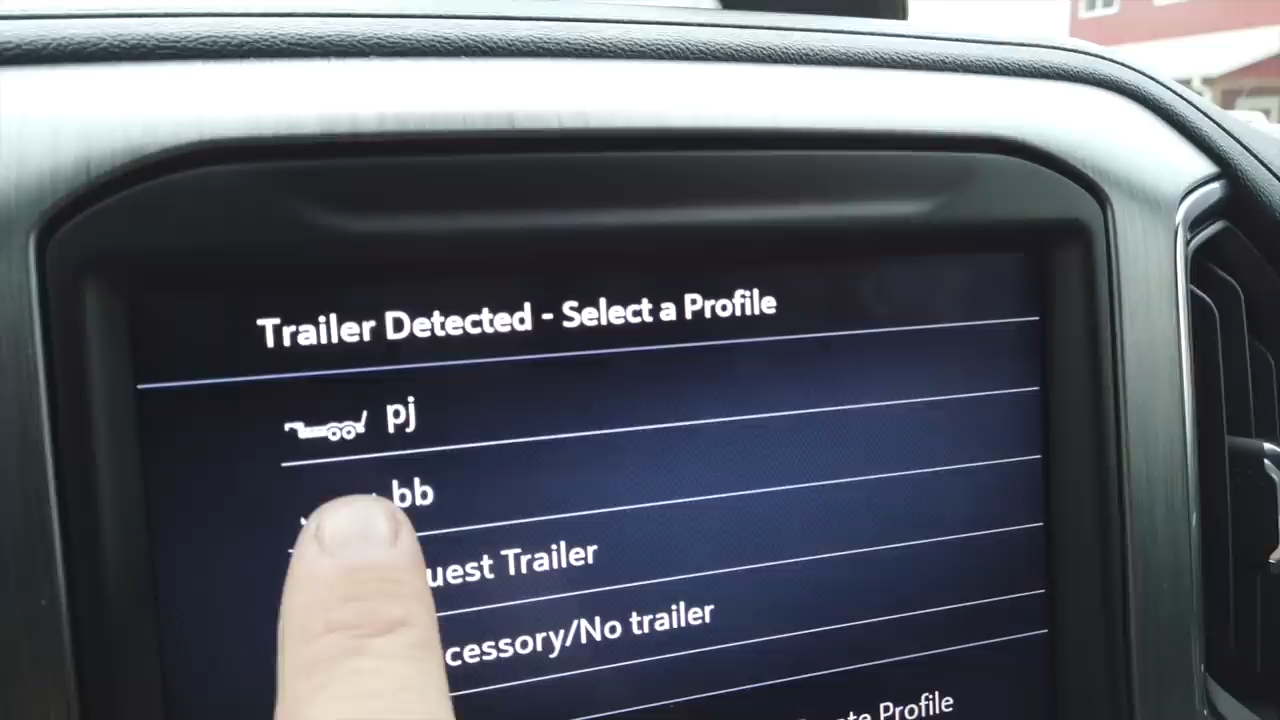 Trailer Detected - Select a Profile
pj
bb
uest Trailer
cessory/No trailer
Profile